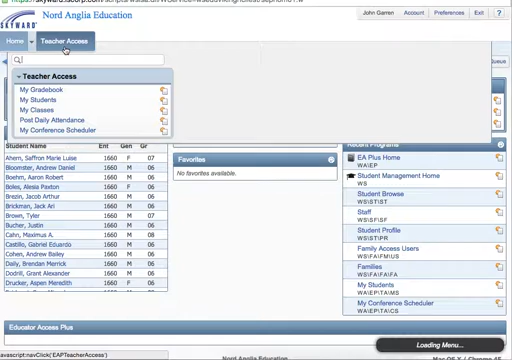 Nord Anglia Education
SKYWARD
John Garren Account Preferences Exit ?
Home Teacher Access
Teacher Access
My Gradebook
My Students
My Classes
Post Daily Attendance
My Conference Scheduler
Student Name Ent Gen Gr
Ahern, Saffron Marie Louise 1660 F 07
Bloomster, Andrew Daniel 1660 M 06
Boehm, Aaron Robert 1660 M 06
Boles, Alesia Paxton 1660 F 06
Brezin, Jacob Arthur 1660 M 06
Brickman, Jack Ari 1660 M 06
Brown, Tyler 1660 M 07
Bucher, Justin 1660 M 06
Cahn, Maximus A. 1660 M 08
Castillo, Gabriel Eduardo 1660 M 06
Cohen, Andrew Bailey 1660 M 06
Daily, Brendan Merrick 1660 M 06
Dodrill, Grant Alexander 1660 M 06
Drucker, Aspen Meredith 1660 F 06
Favorites
No favorites available.
Recent Programs
EA Plus Home
WA\EP
Student Management Home
WS
Student Browse
WS\ST\ST
Staff
WS\SF\SR
Student Profile
WS\ST\PR
Family Access Users
WS\FA\FM\US
Families
WS\FA\FA\FA
My Students
WS\EP\TA\MS
My Conference Scheduler
WS\EP\TA\CS
Educator Access Plus
Loading Menu...
avascript:navClick('EAPTeacherAccess')
Nord Anglia Education